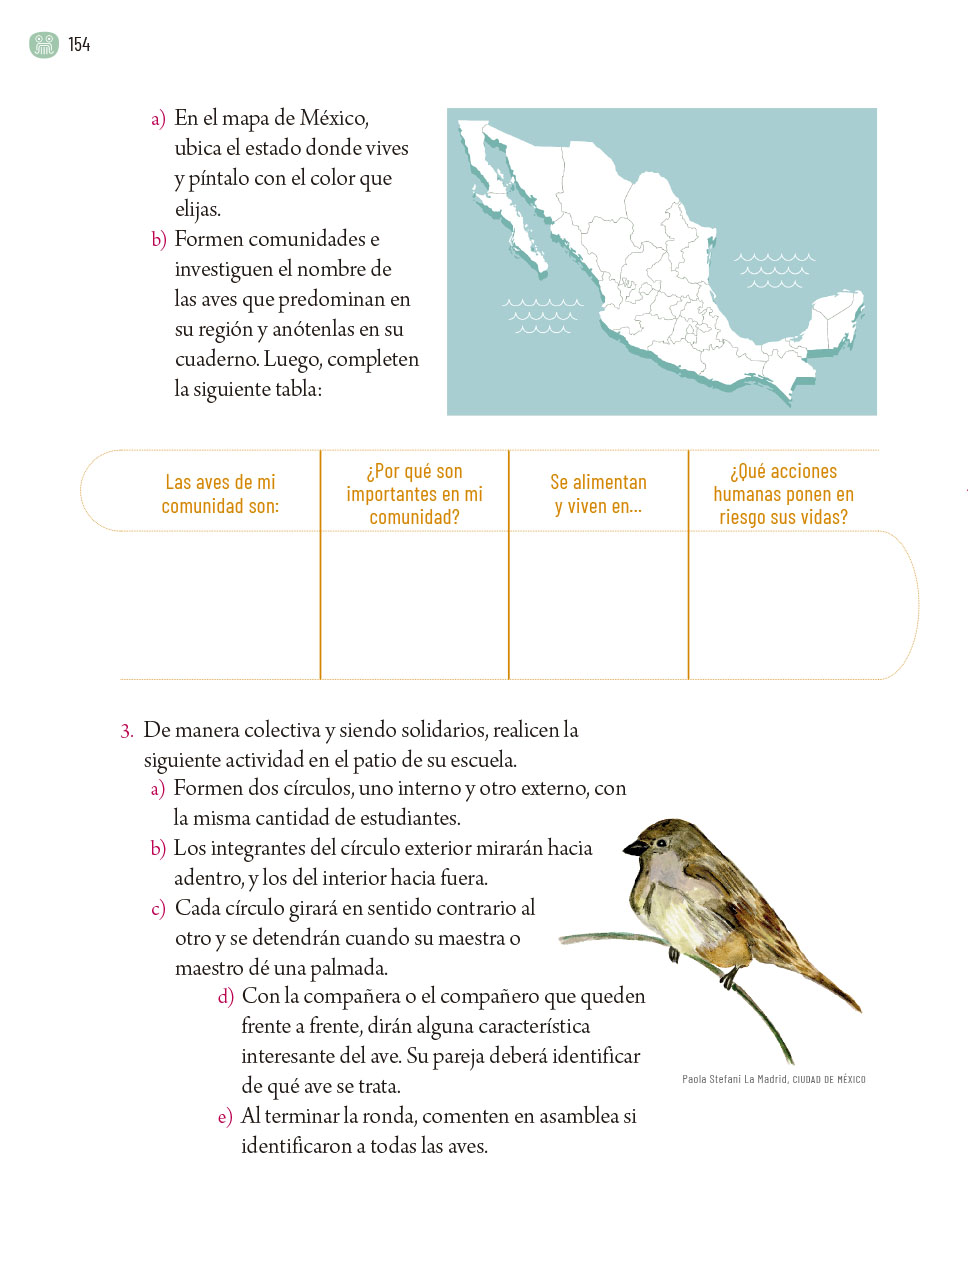 154
a) En el mapa de México,
ubica el estado donde vives
y píntalo con el color que
elijas.
b) Formen comunidades e
investiguen el nombre de
las aves que predominan en
su región y anótenlas en su
cuaderno. Luego, completen
la siguiente tabla:
Las aves de mi
comunidad son:
¿Por qué son
importantes en mi
comunidad?
Se alimentan
y viven en...
¿Qué acciones
humanas ponen en
riesgo sus vidas?
3. De manera colectiva y siendo solidarios, realicen la
siguiente actividad en el patio de su escuela.
a) Formen dos círculos, uno interno y otro externo, con
la misma cantidad de estudiantes.
b) Los integrantes del círculo exterior mirarán hacia
adentro, y los del interior hacia fuera.
c) Cada círculo girará en sentido contrario al
otro y se detendrán cuando su maestra o
maestro dé una palmada.
d) Con la compañera o el compañero que queden
frente a frente, dirán alguna característica
interesante del ave. Su pareja deberá identificar
de qué ave se trata.
e) Al terminar la ronda, comenten en asamblea si
identificaron a todas las aves.
Paola Stefani La Madrid, CIUDAD DE MÉXICO